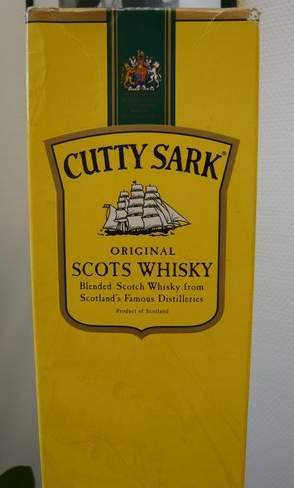 CUTTY SARK®
ORIGINAL
SCOTS WHISKY
Blended Scotch Whisky from
Scotland's Famous Distilleries
Product of Scotland